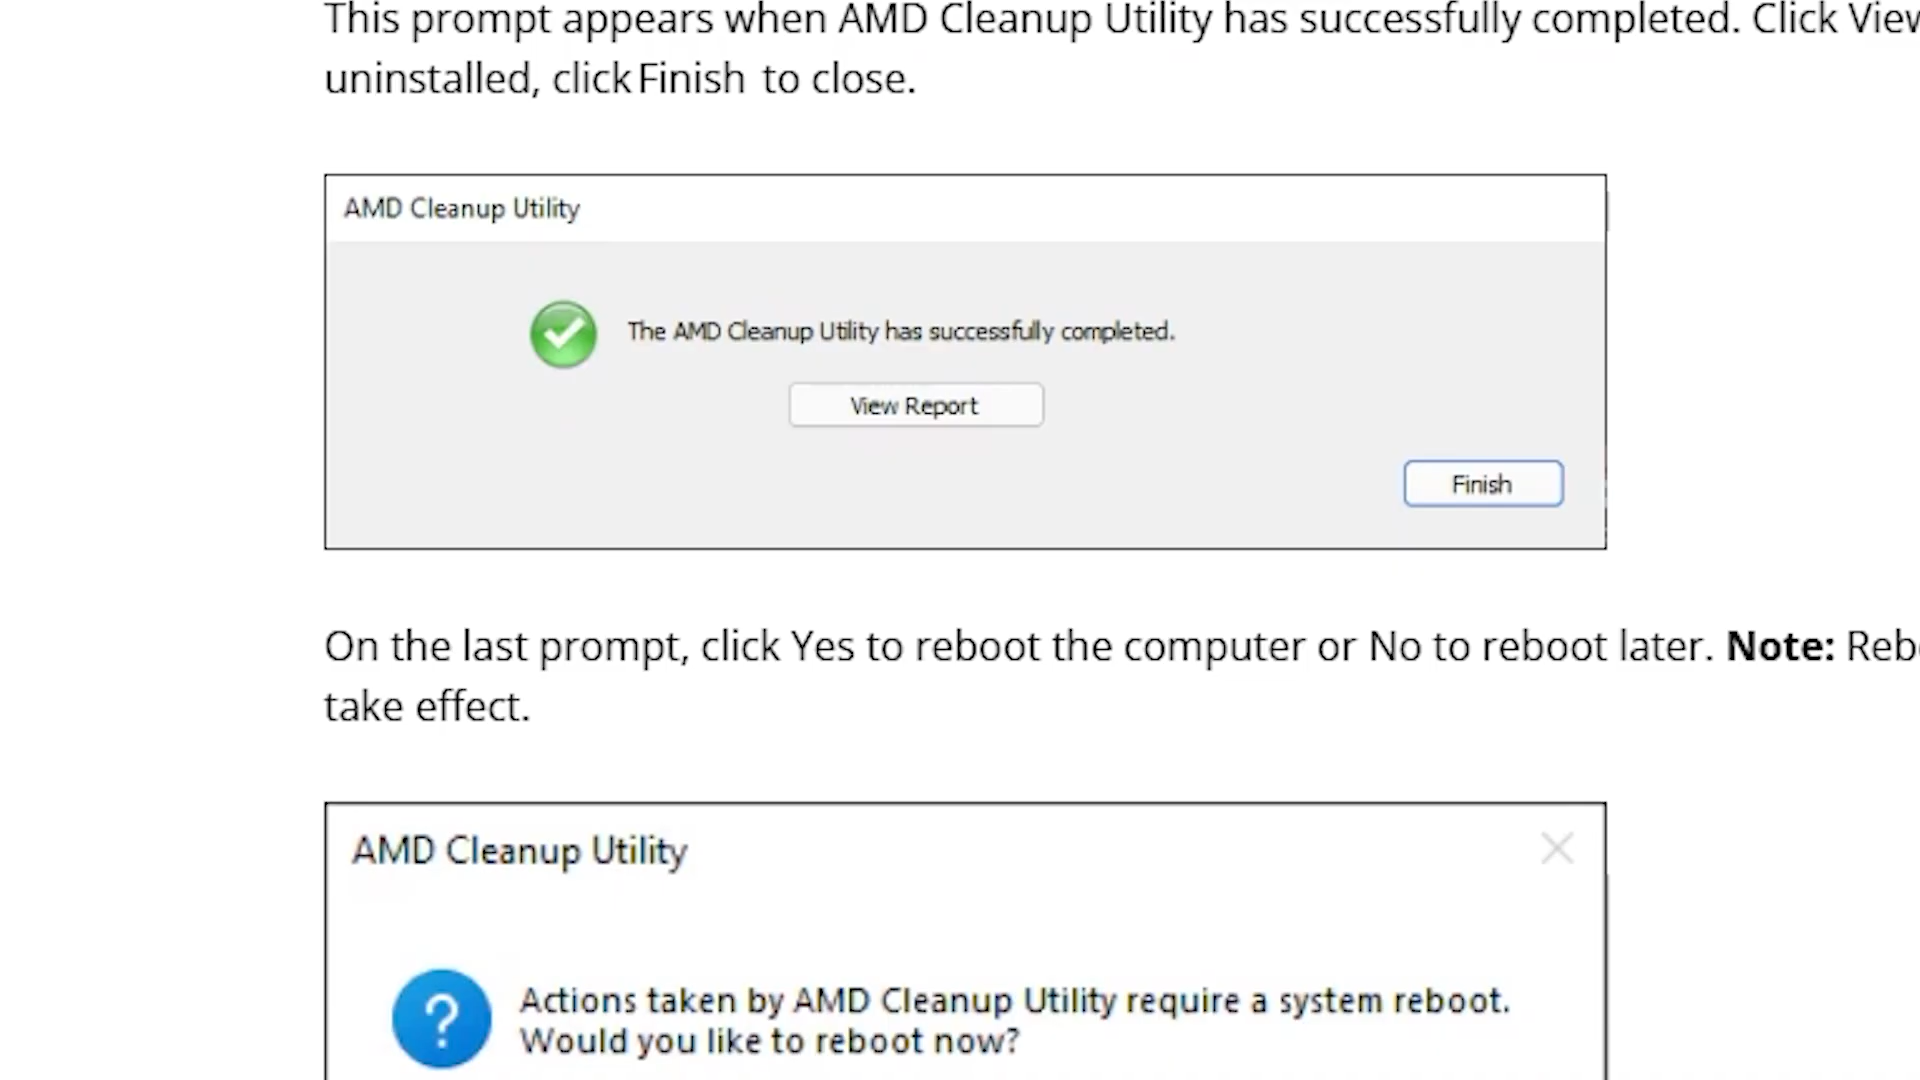 This prompt appears when AMD Cleanup Utility has successfully completed. Click View
uninstalled, click Finish to close.
AMD Cleanup Utility
The AMD Cleanup Utility has successfully completed.
View Report
Finish
On the last prompt, click Yes to reboot the computer or No to reboot later. Note:
take effect.
AMD Cleanup Utility
Actions taken by AMD Cleanup Utility require a system reboot.
Would you like to reboot now?